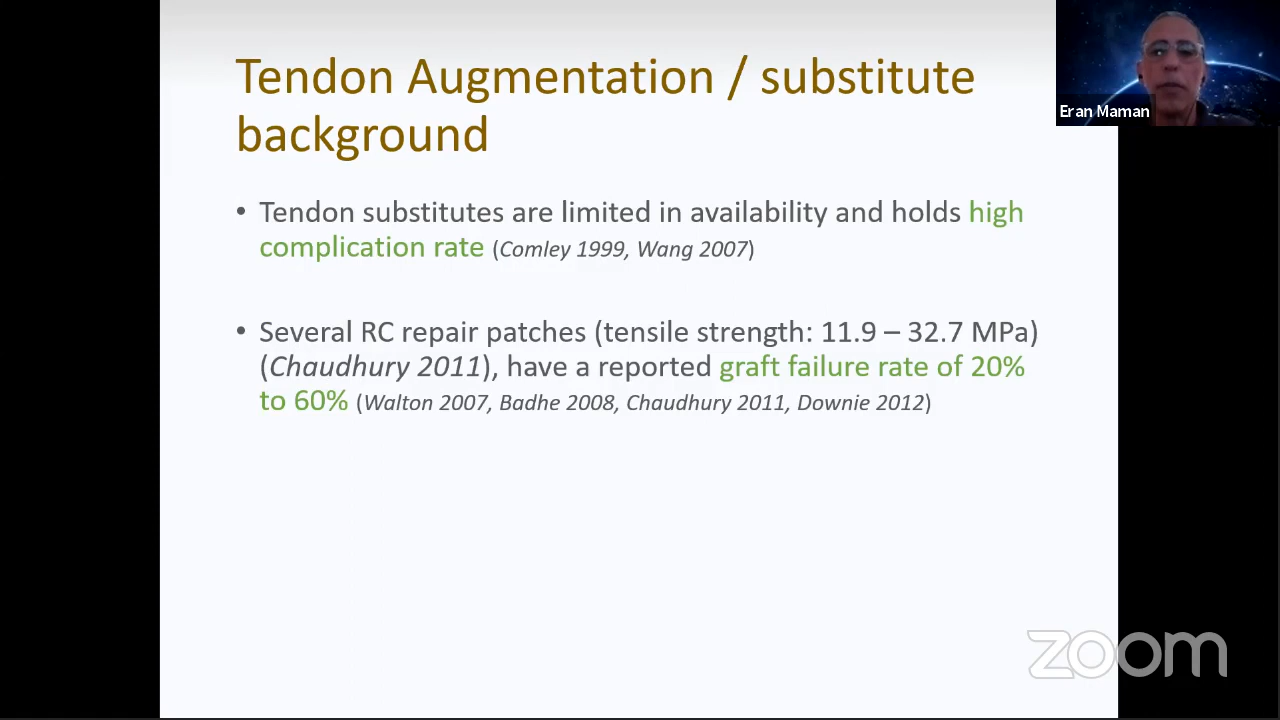 Tendon Augmentation / substitute
background
Eran Maman
• Tendon substitutes are limited in availability and holds high
complication rate (Comley 1999, Wang 2007)
• Several RC repair patches (tensile strength: 11.9 – 32.7 MPa)
(Chaudhury 2011), have a reported graft failure rate of 20%
to 60% (Walton 2007, Badhe 2008, Chaudhury 2011, Downie 2012)
zoom